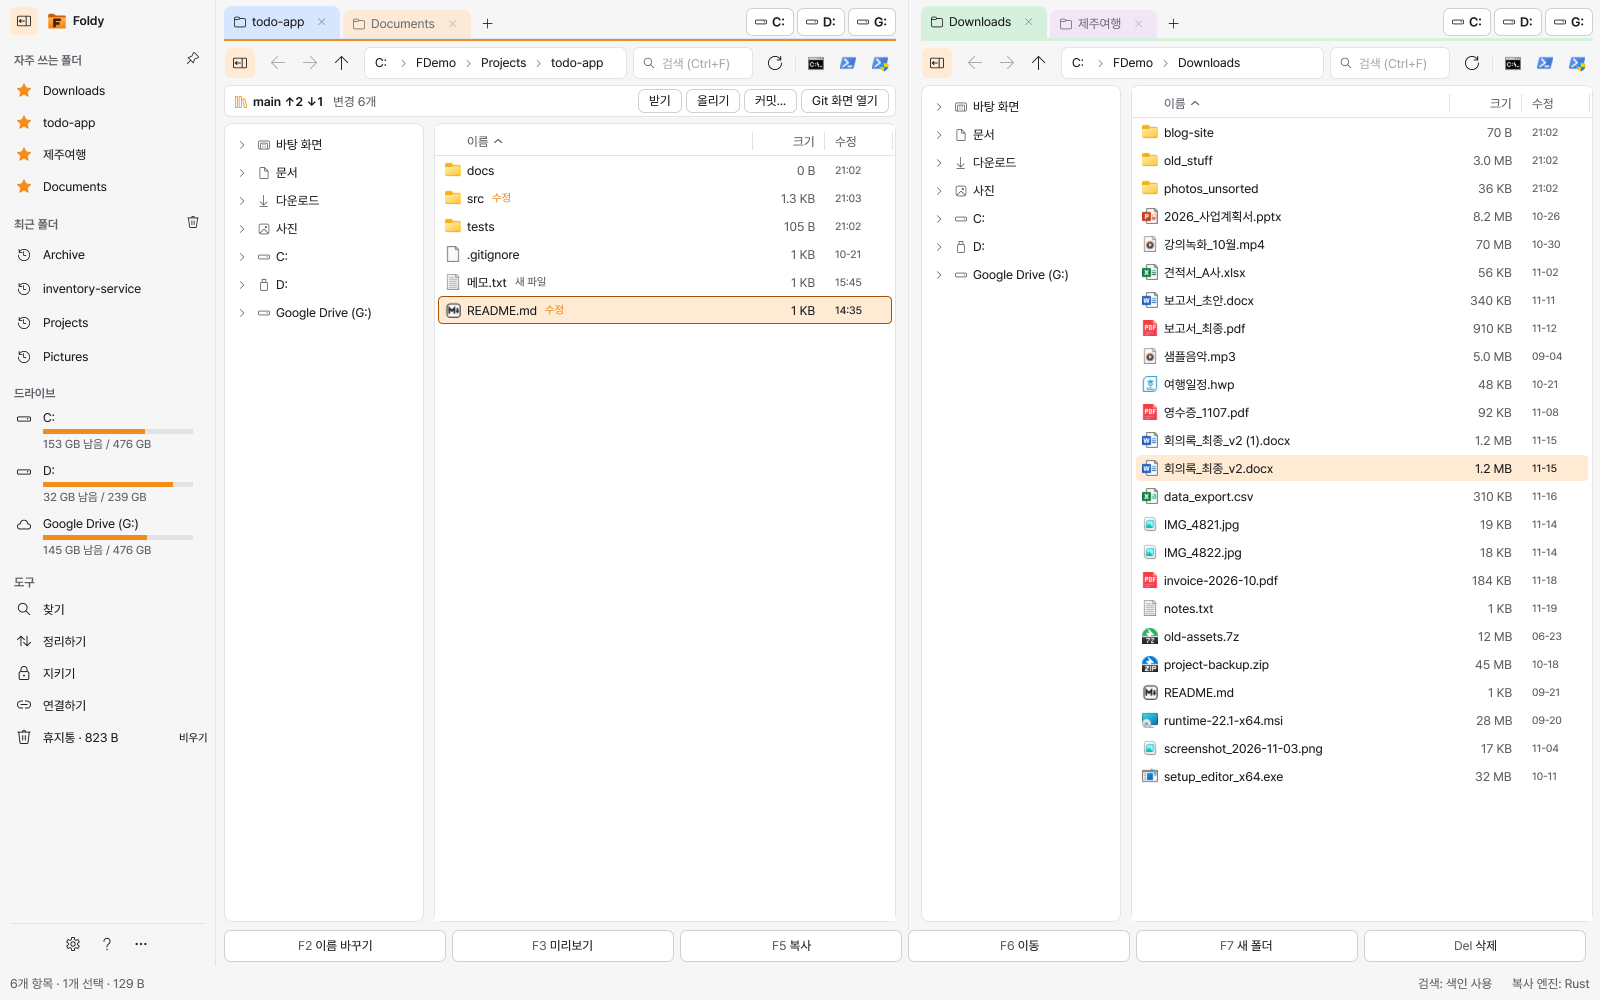 Foldy
자주 쓰는 폴더
Downloads
todo-app
제주여행
Documents
최근 폴더
Archive
inventory-service
Projects
Pictures
드라이브
C:
153 GB 남음 / 476 GB
D:
32 GB 남음 / 239 GB
Google Drive (G:)
145 GB 남음 / 476 GB
도구
찾기
정리하기
지키기
연결하기
휴지통 · 823 B 비우기
todo-app Documents C: D: G:
C: FDemo Projects todo-app 검색 (Ctrl+F)
main ↑2 ↓1 변경 6개 받기 올리기 커밋... Git 화면 열기
바탕 화면
문서
다운로드
사진
C:
D:
Google Drive (G:)
이름 크기 수정
docs 0 B 21:02
src 수정 1.3 KB 21:03
tests 105 B 21:02
.gitignore 1 KB 10-21
메모.txt 새 파일 1 KB 15:45
README.md 수정 1 KB 14:35
Downloads 제주여행 C: D: G:
C: FDemo Downloads 검색 (Ctrl+F)
바탕 화면
문서
다운로드
사진
C:
D:
Google Drive (G:)
이름 크기 수정
blog-site 70 B 21:02
old_stuff 3.0 MB 21:02
photos_unsorted 36 KB 21:02
2026_사업계획서.pptx 8.2 MB 10-26
강의녹화_10월.mp4 70 MB 10-30
견적서_A사.xlsx 56 KB 11-02
보고서_초안.docx 340 KB 11-11
보고서_최종.pdf 910 KB 11-12
샘플음악.mp3 5.0 MB 09-04
여행일정.hwp 48 KB 10-21
영수증_1107.pdf 92 KB 11-08
회의록_최종_v2 (1).docx 1.2 MB 11-15
회의록_최종_v2.docx 1.2 MB 11-15
data_export.csv 310 KB 11-16
IMG_4821.jpg 19 KB 11-14
IMG_4822.jpg 18 KB 11-14
invoice-2026-10.pdf 184 KB 11-18
notes.txt 1 KB 11-19
old-assets.7z 12 MB 06-23
project-backup.zip 45 MB 10-18
README.md 1 KB 09-21
runtime-22.1-x64.msi 28 MB 09-20
screenshot_2026-11-03.png 17 KB 11-04
setup_editor_x64.exe 32 MB 10-11
F2 이름 바꾸기 F3 미리보기 F5 복사 F6 이동 F7 새 폴더 Del 삭제
6개 항목 · 1개 선택 · 129 B 검색: 색인 사용 복사 엔진: Rust